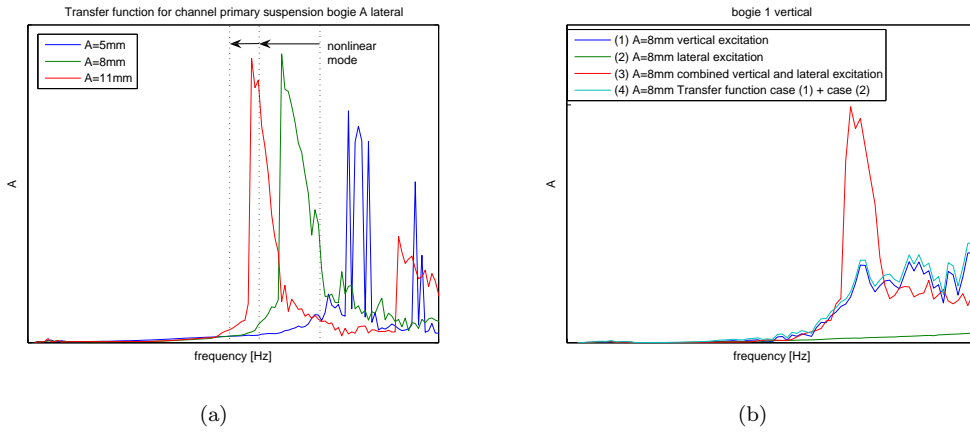 Transfer function for channel primary suspension bogie A lateral
A=5mm
A=8mm
A=11mm
nonlinear
mode
A
frequency [Hz]
(a)
bogie 1 vertical
(1) A=8mm vertical excitation
(2) A=8mm lateral excitation
(3) A=8mm combined vertical and lateral excitation
(4) A=8mm Transfer function case (1) + case (2)
A
frequency [Hz]
(b)